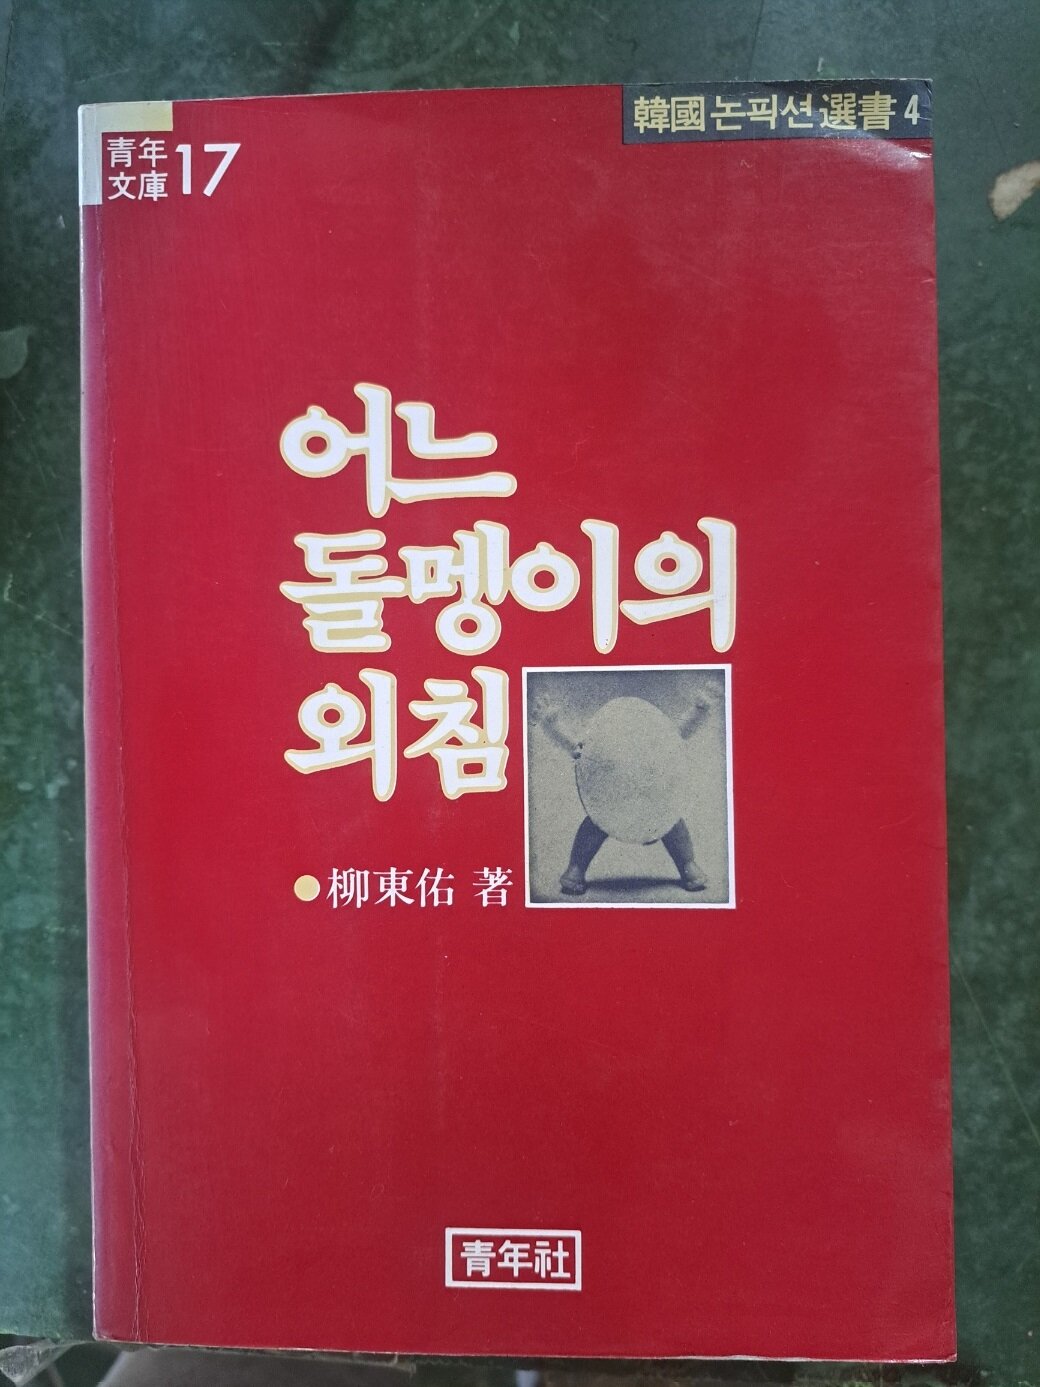 青年
文庫 17
韓國 논픽션 選書 4
어느
돌멩이의
외침
柳東佑 著
青年社